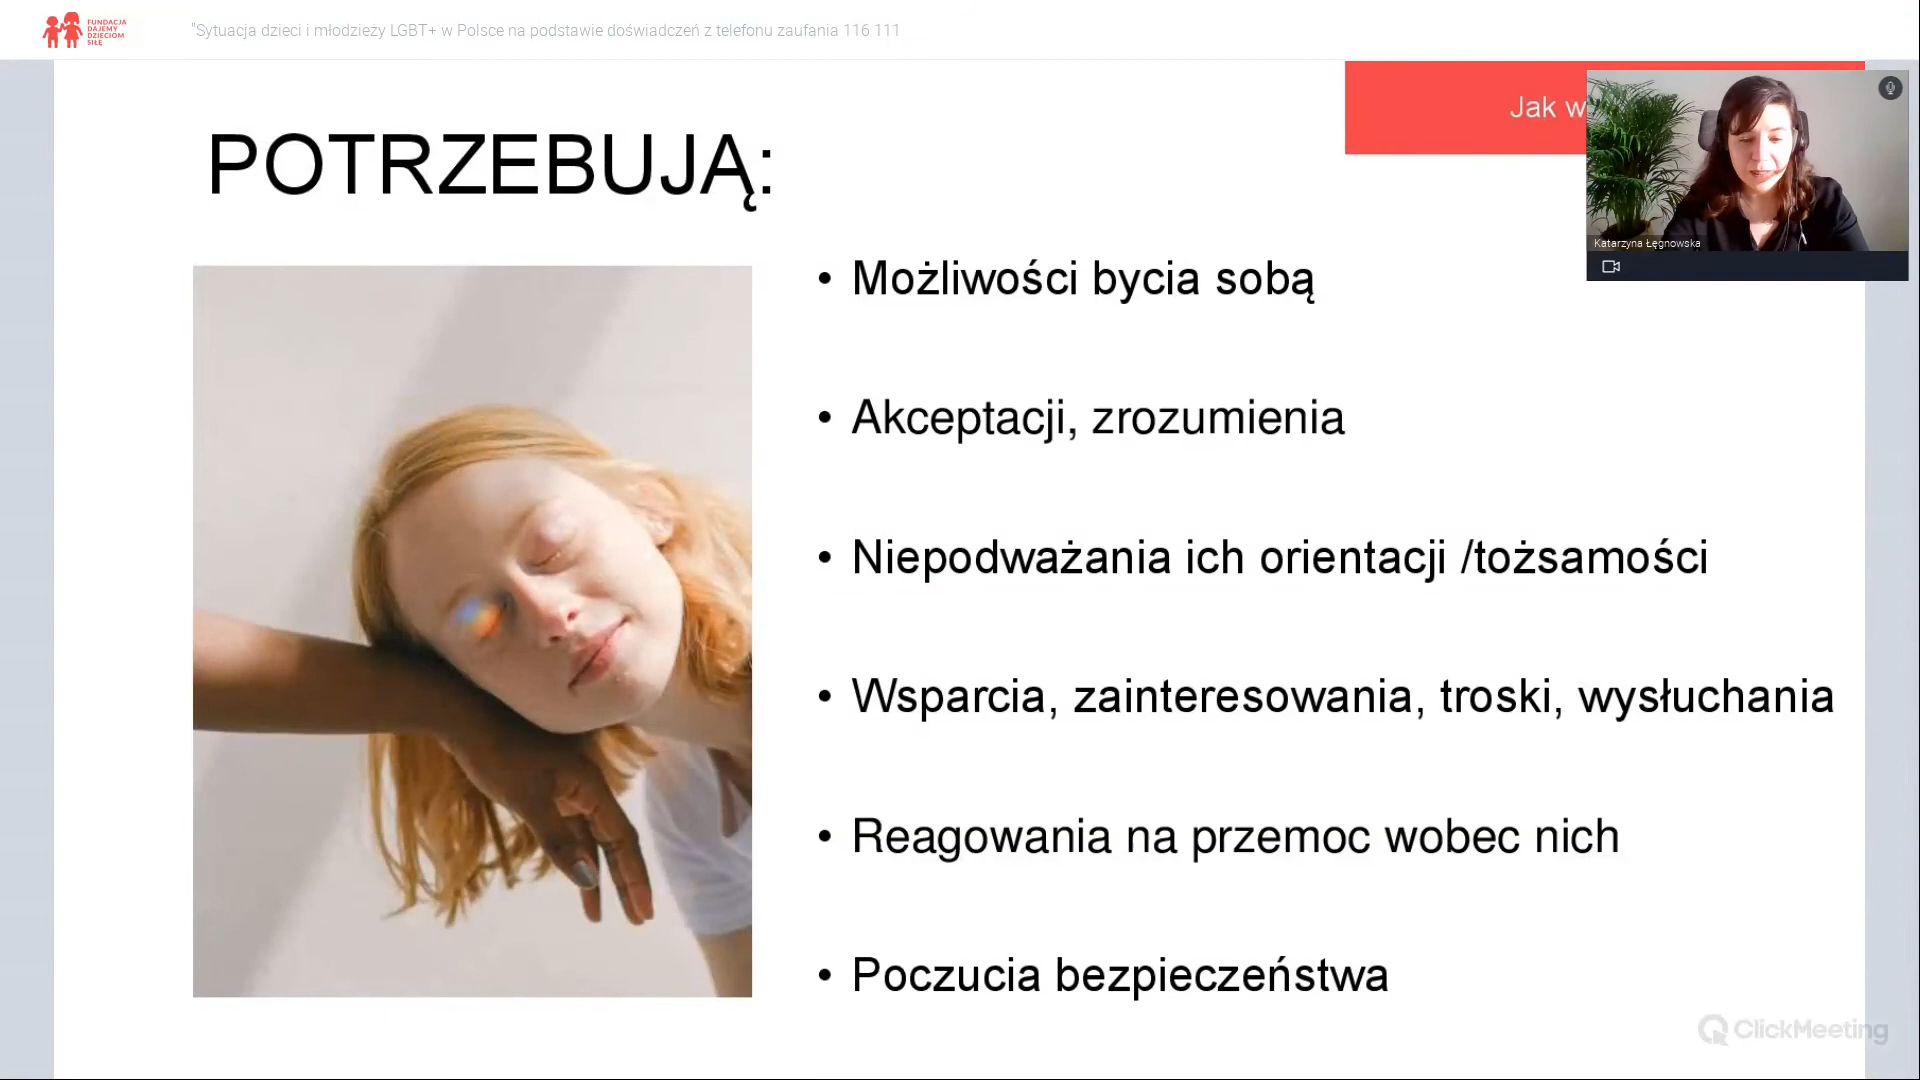 FUNDACJA
DAJEMY
DZIECIOM
SIŁĘ
"Sytuacja dzieci i młodzieży LGBT+ w Polsce na podstawie doświadczeń z telefonu zaufania 116 111
Jak w
Katarzyna Łęgnowska
POTRZEBUJĄ:
• Możliwości bycia sobą
• Akceptacji, zrozumienia
• Niepodważania ich orientacji /tożsamości
• Wsparcia, zainteresowania, troski, wysłuchania
• Reagowania na przemoc wobec nich
• Poczucia bezpieczeństwa
ClickMeeting